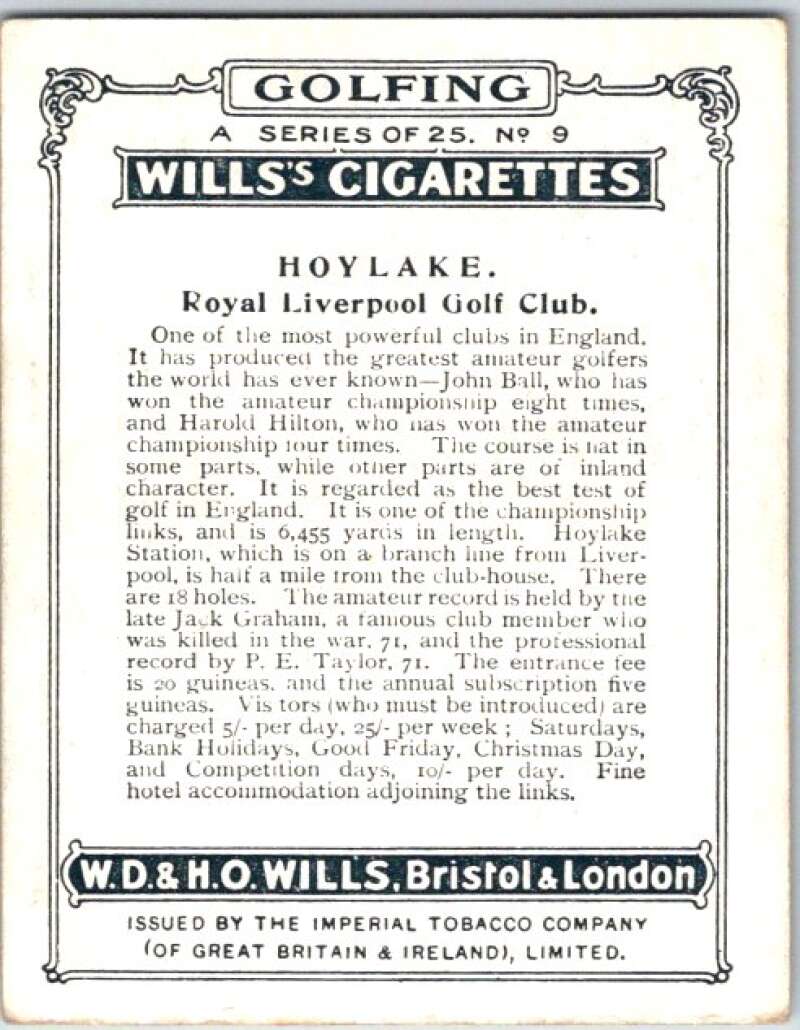 GOLFING
A SERIES OF 25. Nº 9
WILLS'S CIGARETTES
HOYLAKE.
Royal Liverpool Golf Club.
One of the most powerful clubs in England.
It has produced the greatest amateur golfers
the world has ever known—John Ball, who has
won the amateur championship eight times,
and Harold Hilton, who has won the amateur
championship four times. The course is flat in
some parts, while other parts are of inland
character. It is regarded as the best test of
golf in England. It is one of the championship
links, and is 6,455 yards in length. Hoylake
Station, which is on a branch line from Liver-
pool, is half a mile from the club-house. There
are 18 holes. The amateur record is held by the
late Jack Graham, a famous club member who
was killed in the war, 71, and the professional
record by P. E. Taylor, 71. The entrance fee
is 20 guineas, and the annual subscription five
guineas. Visitors (who must be introduced) are
charged 5/- per day, 25/- per week; Saturdays,
Bank Holidays, Good Friday, Christmas Day,
and Competition days, 10/- per day. Fine
hotel accommodation adjoining the links.
W.D. & H.O. WILLS, Bristol & London
ISSUED BY THE IMPERIAL TOBACCO COMPANY
(OF GREAT BRITAIN & IRELAND), LIMITED.